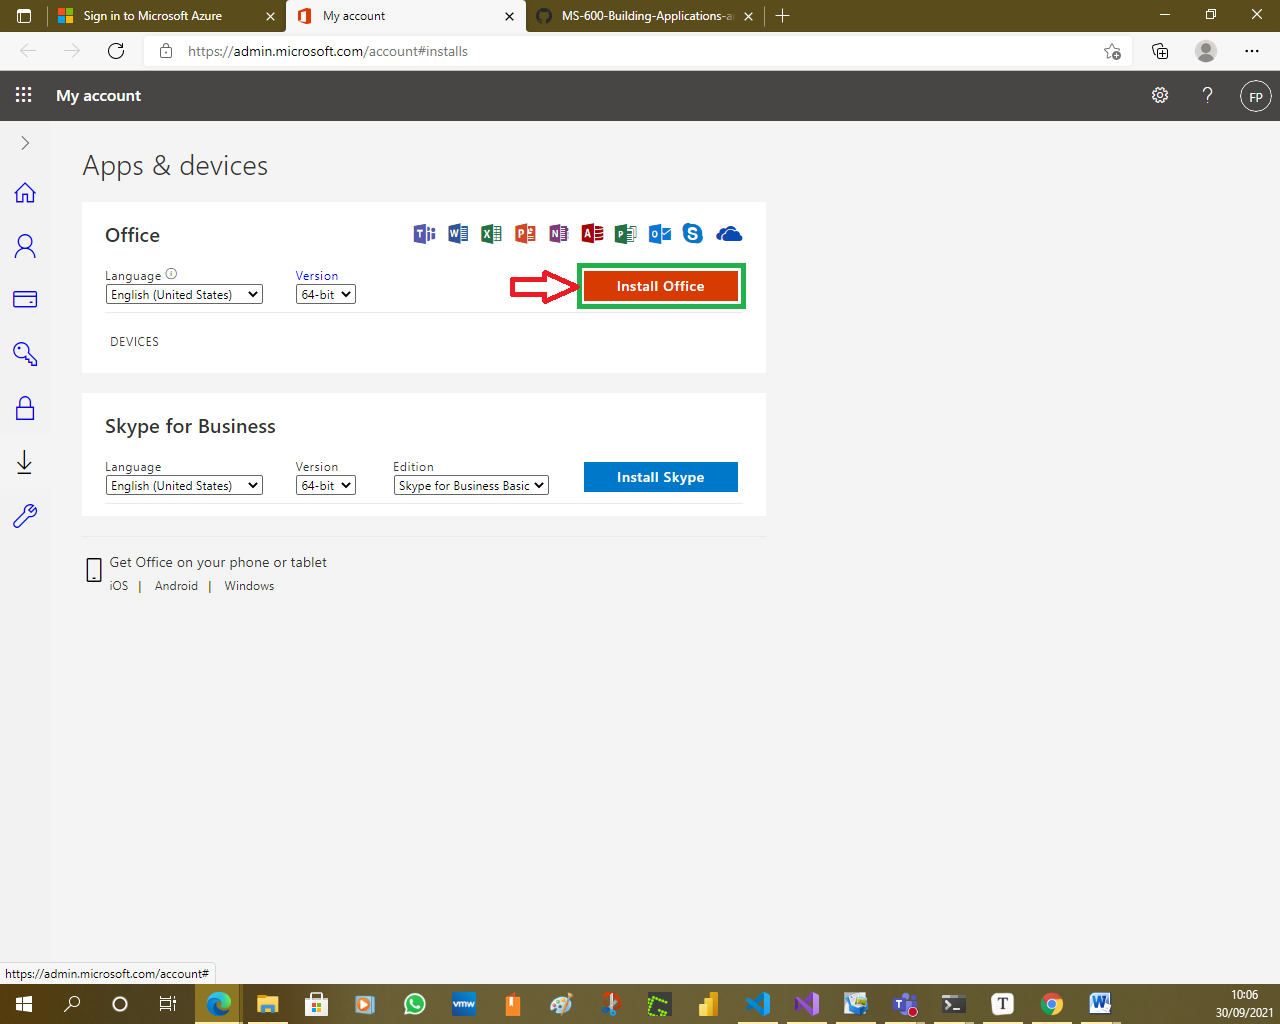 Sign in to Microsoft Azure
My account
MS-600-Building-Applications-a
https://admin.microsoft.com/account#installs
My account
FP
Apps & devices
Office
Language
Version
English (United States)
64-bit
Install Office
DEVICES
Skype for Business
Language
Version
Edition
English (United States)
64-bit
Skype for Business Basic
Install Skype
Get Office on your phone or tablet
iOS | Android | Windows
https://admin.microsoft.com/account#
vmw
T
10:06
30/09/2021